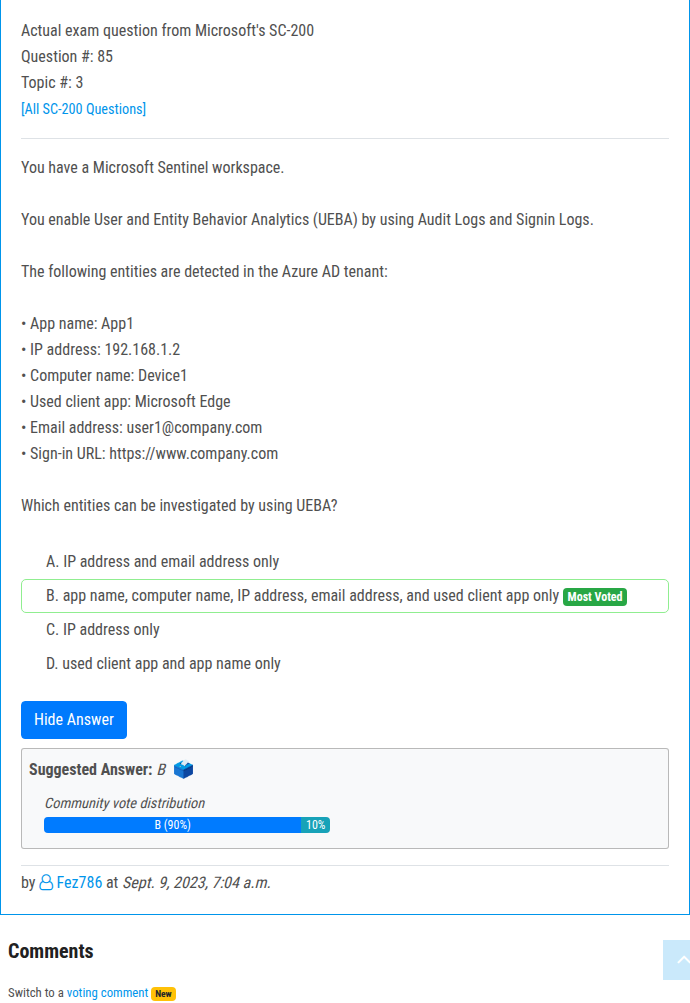 Actual exam question from Microsoft's SC-200
Question #: 85
Topic #: 3
[All SC-200 Questions]
You have a Microsoft Sentinel workspace.
You enable User and Entity Behavior Analytics (UEBA) by using Audit Logs and Signin Logs.
The following entities are detected in the Azure AD tenant:
• App name: App1
• IP address: 192.168.1.2
• Computer name: Device1
• Used client app: Microsoft Edge
• Email address: user1@company.com
• Sign-in URL: https://www.company.com
Which entities can be investigated by using UEBA?
A. IP address and email address only
B. app name, computer name, IP address, email address, and used client app only Most Voted
C. IP address only
D. used client app and app name only
Hide Answer
Suggested Answer: B
Community vote distribution
B (90%) 10%
by Fez786 at Sept. 9, 2023, 7:04 a.m.
Comments
Switch to a voting comment New